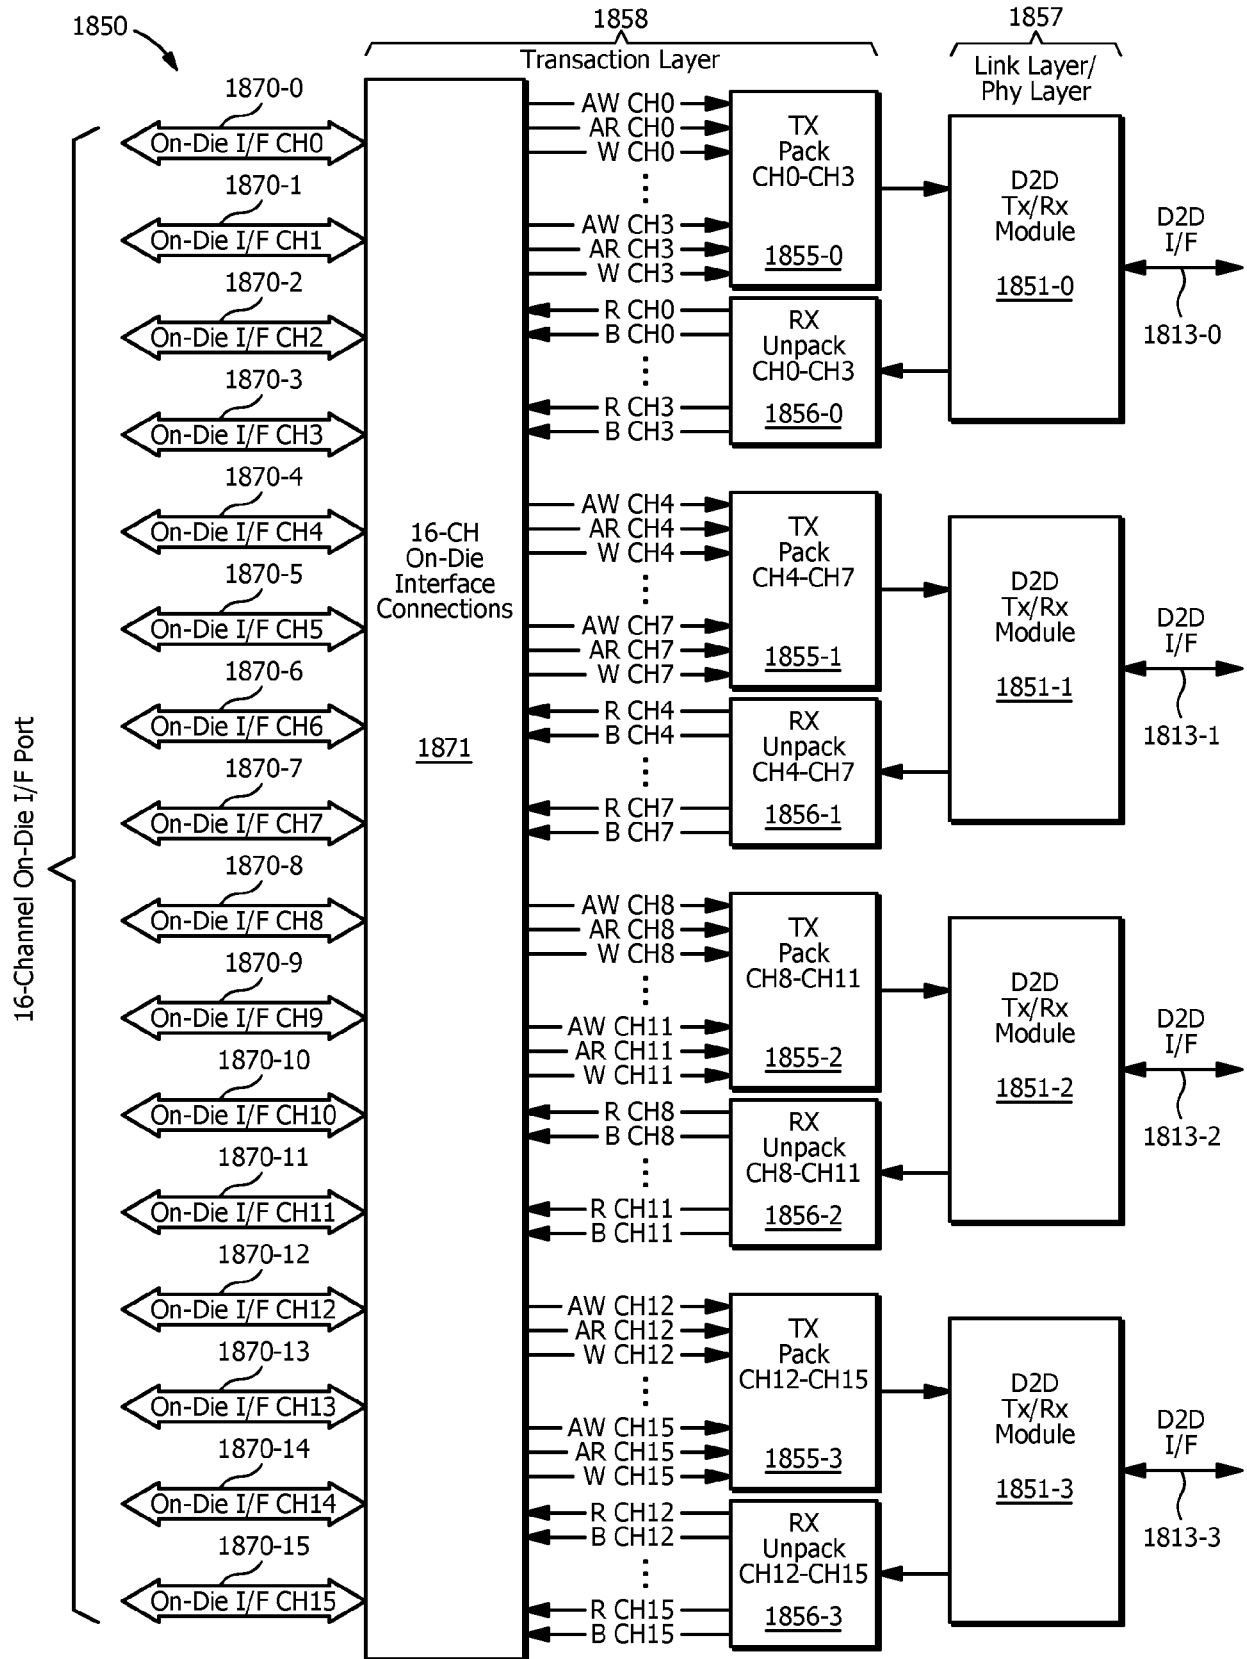 1850
1858
1857
Transaction Layer
Link Layer/
Phy Layer
16-Channel On-Die I/F Port
1870-0
On-Die I/F CH0
1870-1
On-Die I/F CH1
1870-2
On-Die I/F CH2
1870-3
On-Die I/F CH3
1870-4
On-Die I/F CH4
1870-5
On-Die I/F CH5
1870-6
On-Die I/F CH6
1870-7
On-Die I/F CH7
1870-8
On-Die I/F CH8
1870-9
On-Die I/F CH9
1870-10
On-Die I/F CH10
1870-11
On-Die I/F CH11
1870-12
On-Die I/F CH12
1870-13
On-Die I/F CH13
1870-14
On-Die I/F CH14
1870-15
On-Die I/F CH15
16-CH
On-Die
Interface
Connections
1871
AW CH0
AR CH0
W CH0
AW CH3
AR CH3
W CH3
R CH0
B CH0
R CH3
B CH3
TX
Pack
CH0-CH3
1855-0
RX
Unpack
CH0-CH3
1856-0
D2D
Tx/Rx
Module
1851-0
D2D
I/F
1813-0
AW CH4
AR CH4
W CH4
AW CH7
AR CH7
W CH7
R CH4
B CH4
R CH7
B CH7
TX
Pack
CH4-CH7
1855-1
RX
Unpack
CH4-CH7
1856-1
D2D
Tx/Rx
Module
1851-1
D2D
I/F
1813-1
AW CH8
AR CH8
W CH8
AW CH11
AR CH11
W CH11
R CH8
B CH8
R CH11
B CH11
TX
Pack
CH8-CH11
1855-2
RX
Unpack
CH8-CH11
1856-2
D2D
Tx/Rx
Module
1851-2
D2D
I/F
1813-2
AW CH12
AR CH12
W CH12
AW CH15
AR CH15
W CH15
R CH12
B CH12
R CH15
B CH15
TX
Pack
CH12-CH15
1855-3
RX
Unpack
CH12-CH15
1856-3
D2D
Tx/Rx
Module
1851-3
D2D
I/F
1813-3